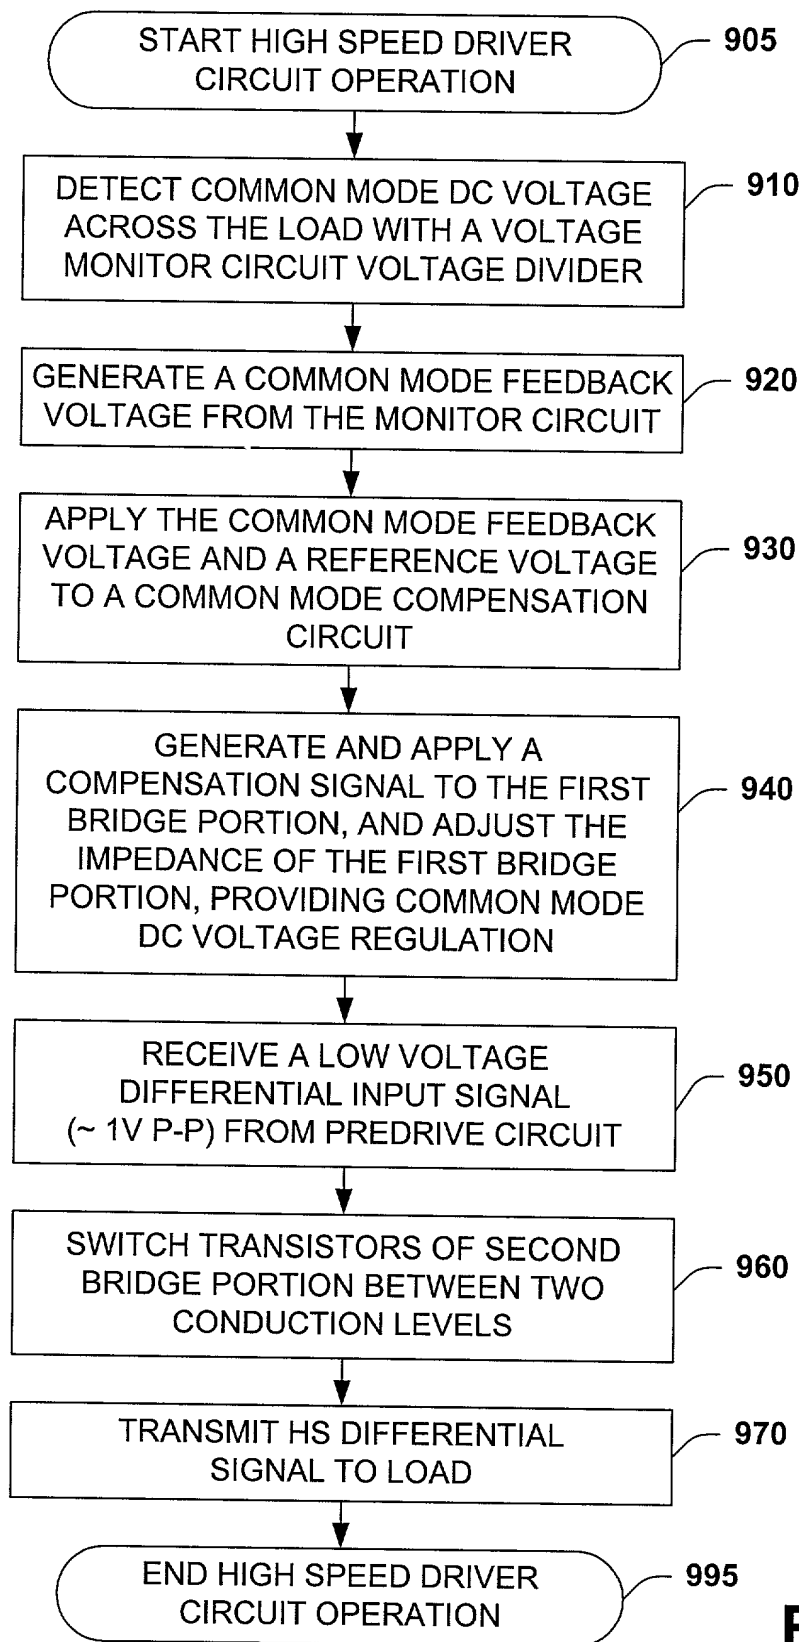 START HIGH SPEED DRIVER
CIRCUIT OPERATION
905
DETECT COMMON MODE DC VOLTAGE
ACROSS THE LOAD WITH A VOLTAGE
MONITOR CIRCUIT VOLTAGE DIVIDER
910
GENERATE A COMMON MODE FEEDBACK
VOLTAGE FROM THE MONITOR CIRCUIT
920
APPLY THE COMMON MODE FEEDBACK
VOLTAGE AND A REFERENCE VOLTAGE
TO A COMMON MODE COMPENSATION
CIRCUIT
930
GENERATE AND APPLY A
COMPENSATION SIGNAL TO THE FIRST
BRIDGE PORTION, AND ADJUST THE
IMPEDANCE OF THE FIRST BRIDGE
PORTION, PROVIDING COMMON MODE
DC VOLTAGE REGULATION
940
RECEIVE A LOW VOLTAGE
DIFFERENTIAL INPUT SIGNAL
(~ 1V P-P) FROM PREDRIVE CIRCUIT
950
SWITCH TRANSISTORS OF SECOND
BRIDGE PORTION BETWEEN TWO
CONDUCTION LEVELS
960
TRANSMIT HS DIFFERENTIAL
SIGNAL TO LOAD
970
END HIGH SPEED DRIVER
CIRCUIT OPERATION
995